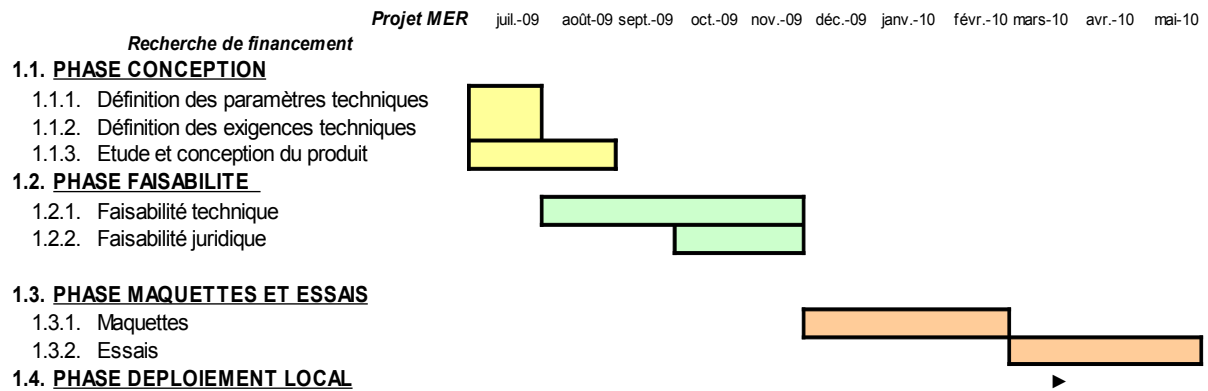 Projet MER juil.-09 août-09 sept.-09 oct.-09 nov.-09 déc.-09 janv.-10 févr.-10 mars-10 avr.-10 mai-10
Recherche de financement
1.1. PHASE CONCEPTION
1.1.1. Définition des paramètres techniques
1.1.2. Définition des exigences techniques
1.1.3. Etude et conception du produit
1.2. PHASE FAISABILITE
1.2.1. Faisabilité technique
1.2.2. Faisabilité juridique
1.3. PHASE MAQUETTES ET ESSAIS
1.3.1. Maquettes
1.3.2. Essais
1.4. PHASE DEPLOIEMENT LOCAL ►